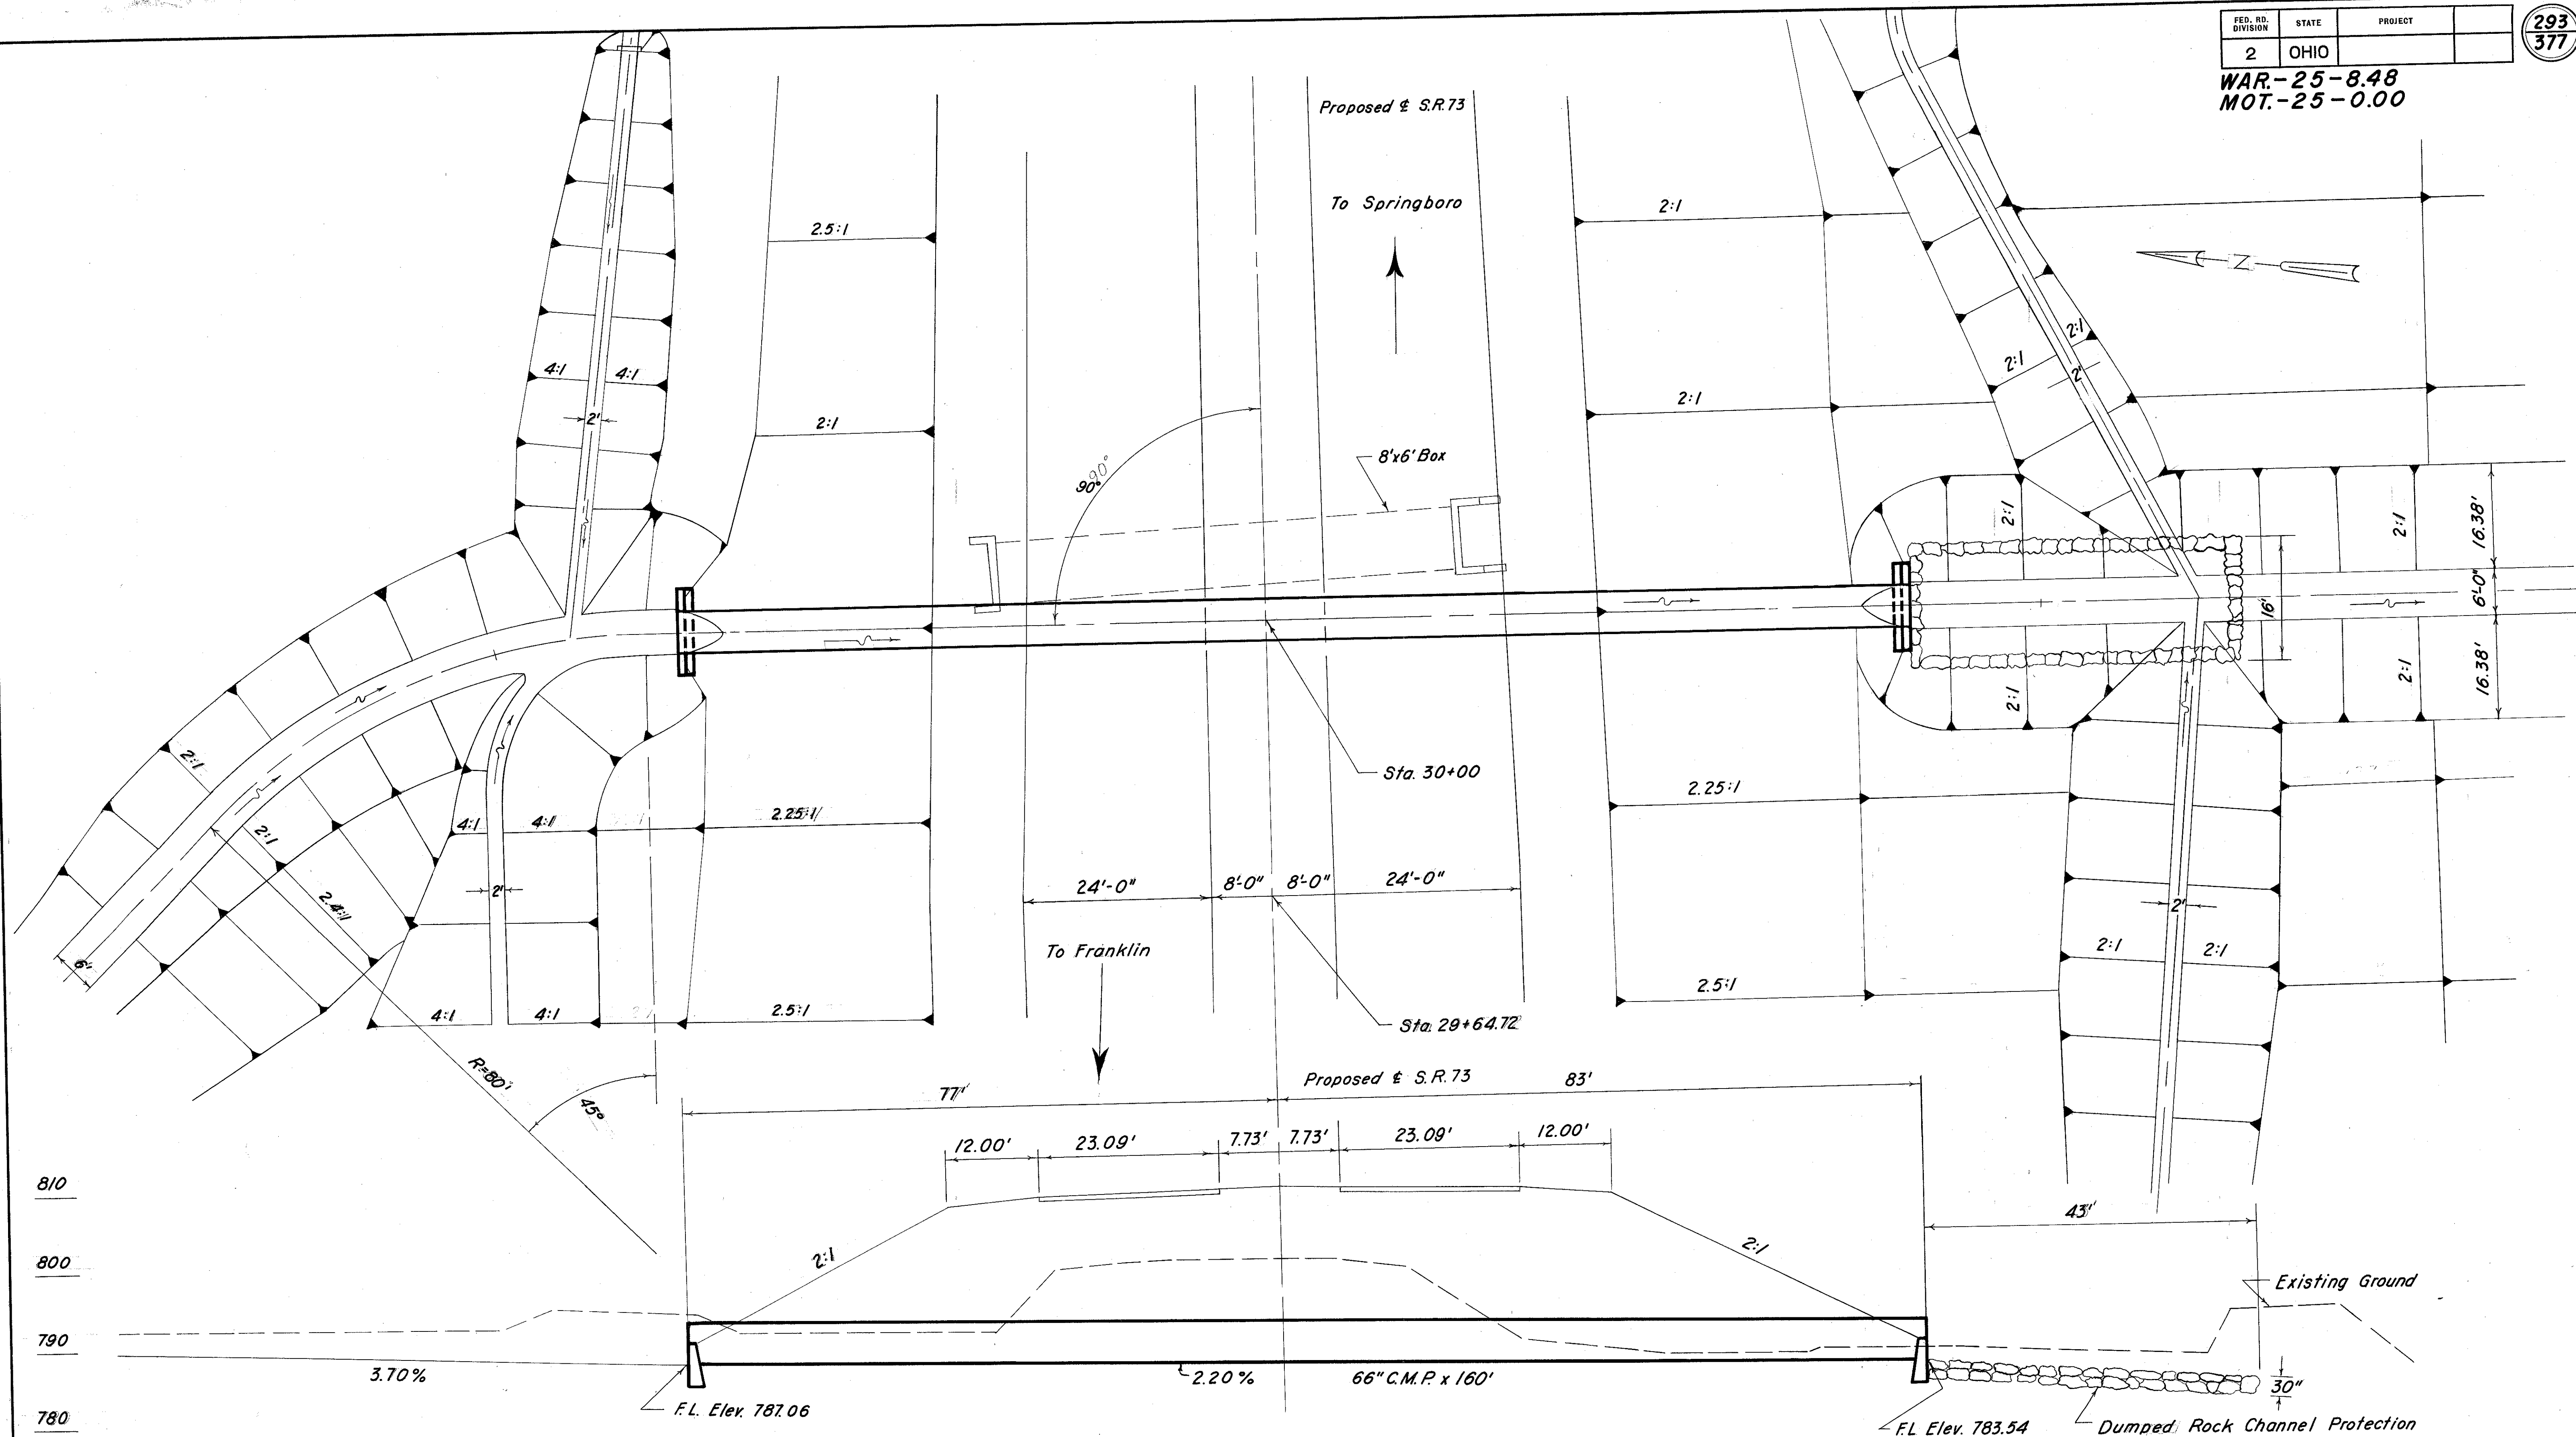 FED. RD. DIVISION STATE PROJECT
2 OHIO
293
377
WAR.-25-8.48
MOT.-25-0.00
Proposed ℄ S.R.73
To Springboro
2.5:1
2:1
N
4:1 4:1
2:1
2:1
2:1
2'
2:1
2:1
2'
8'x6' Box
90°
90°
2:1
2:1
16.38'
6'-0"
16'
2:1
2:1
16.38'
2:1
Sta. 30+00
2:1
4:1 4:1 2.25:1
2.25:1
2.4:1
2'
24'-0" 8'-0" 8'-0" 24'-0"
2'
6'
To Franklin
2:1 2:1
4:1 4:1 2.5:1
2.5:1
Sta. 29+64.72
R=80'
45°
Proposed ℄ S.R.73
77'
83'
12.00' 23.09' 7.73' 7.73' 23.09' 12.00'
810
43'
2:1
2:1
800
Existing Ground
790
3.70%
2.20%
66" C.M.P. x 160'
30"
F.L. Elev. 787.06
780
F.L Elev. 783.54
Dumped Rock Channel Protection